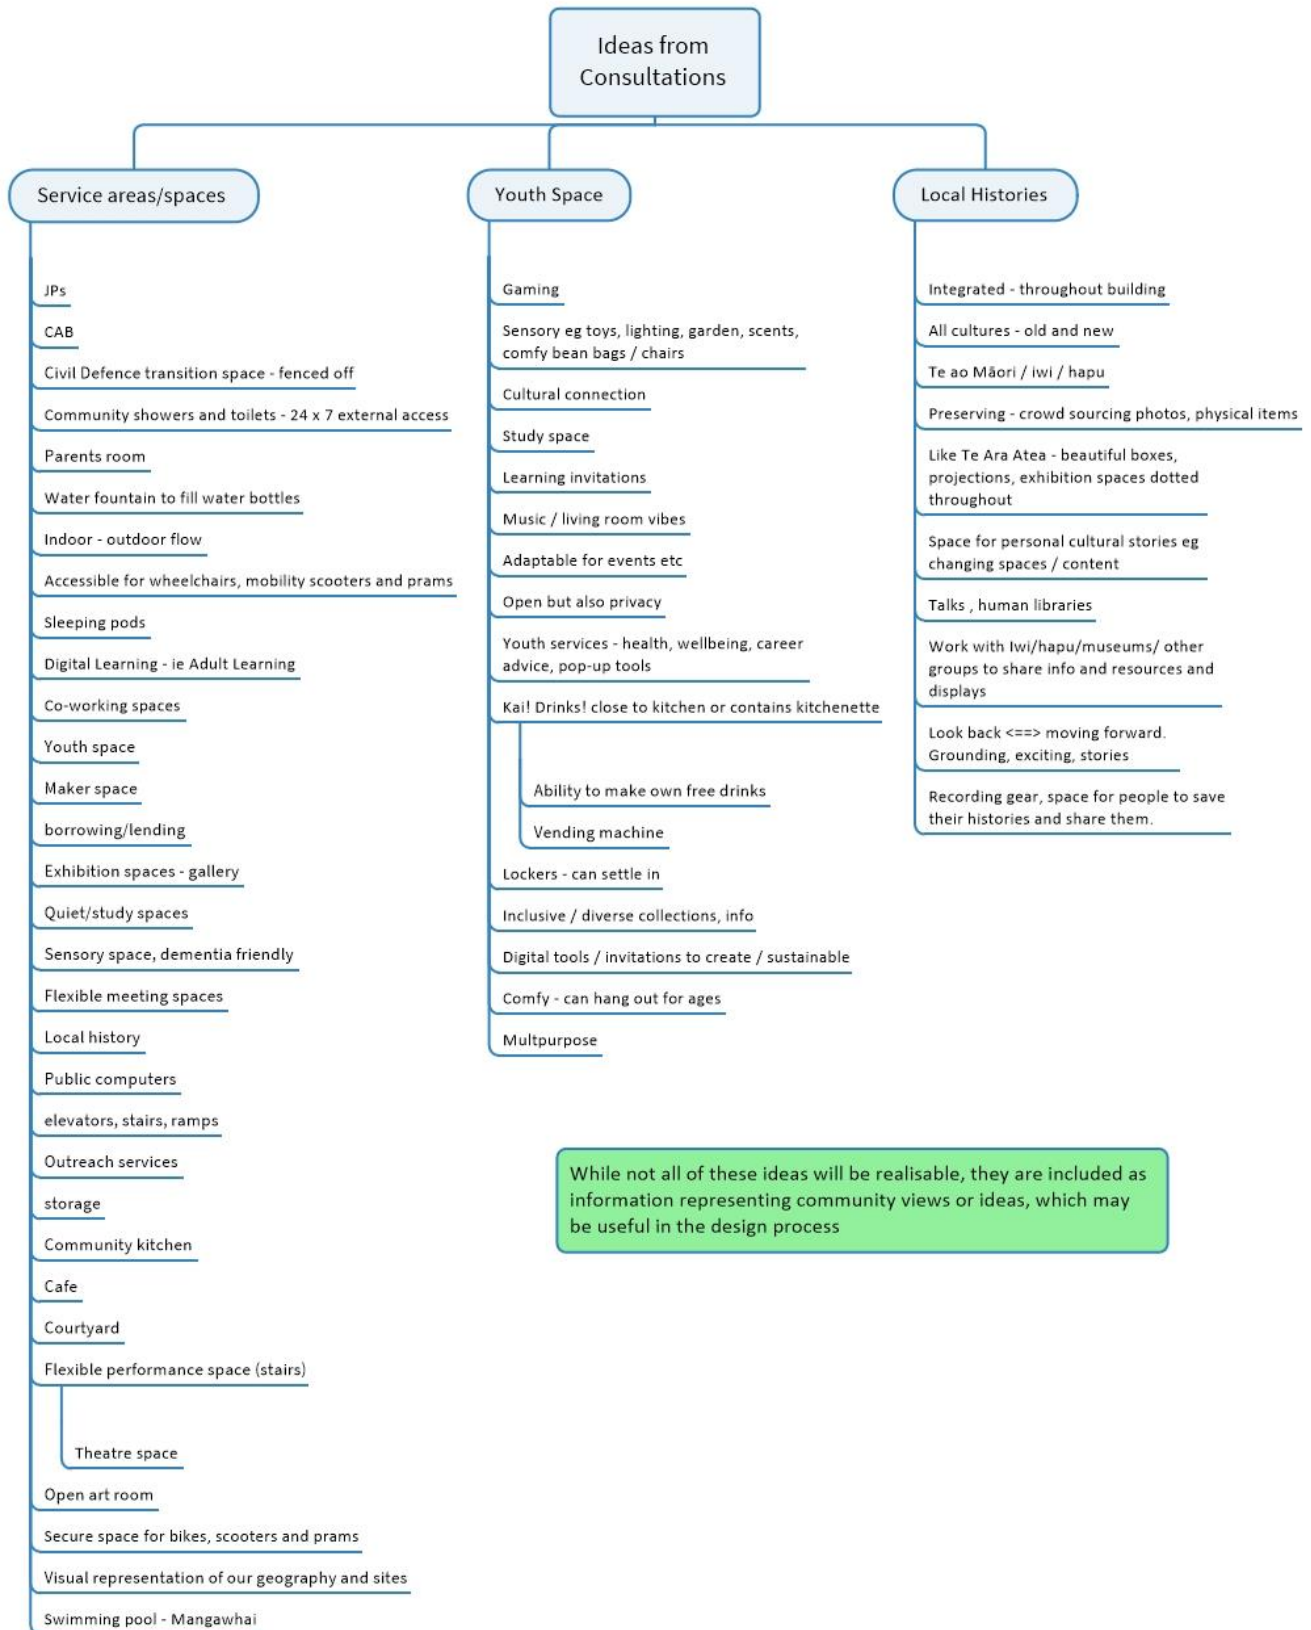 Ideas from
Consultations
Service areas/spaces
JPs
CAB
Civil Defence transition space - fenced off
Community showers and toilets - 24 x 7 external access
Parents room
Water fountain to fill water bottles
Indoor - outdoor flow
Accessible for wheelchairs, mobility scooters and prams
Sleeping pods
Digital Learning - ie Adult Learning
Co-working spaces
Youth space
Maker space
borrowing/lending
Exhibition spaces - gallery
Quiet/study spaces
Sensory space, dementia friendly
Flexible meeting spaces
Local history
Public computers
elevators, stairs, ramps
Outreach services
storage
Community kitchen
Cafe
Courtyard
Flexible performance space (stairs)
Theatre space
Open art room
Secure space for bikes, scooters and prams
Visual representation of our geography and sites
Swimming pool - Mangawhai
Youth Space
Gaming
Sensory eg toys, lighting, garden, scents,
comfy bean bags / chairs
Cultural connection
Study space
Learning invitations
Music / living room vibes
Adaptable for events etc
Open but also privacy
Youth services - health, wellbeing, career
advice, pop-up tools
Kai! Drinks! close to kitchen or contains kitchenette
Ability to make own free drinks
Vending machine
Lockers - can settle in
Inclusive / diverse collections, info
Digital tools / invitations to create / sustainable
Comfy - can hang out for ages
Multpurpose
Local Histories
Integrated - throughout building
All cultures - old and new
Te ao Māori / iwi / hapu
Preserving - crowd sourcing photos, physical items
Like Te Ara Atea - beautiful boxes,
projections, exhibition spaces dotted
throughout
Space for personal cultural stories eg
changing spaces / content
Talks , human libraries
Work with Iwi/hapu/museums/ other
groups to share info and resources and
displays
Look back <==> moving forward.
Grounding, exciting, stories
Recording gear, space for people to save
their histories and share them.
While not all of these ideas will be realisable, they are included as
information representing community views or ideas, which may
be useful in the design process